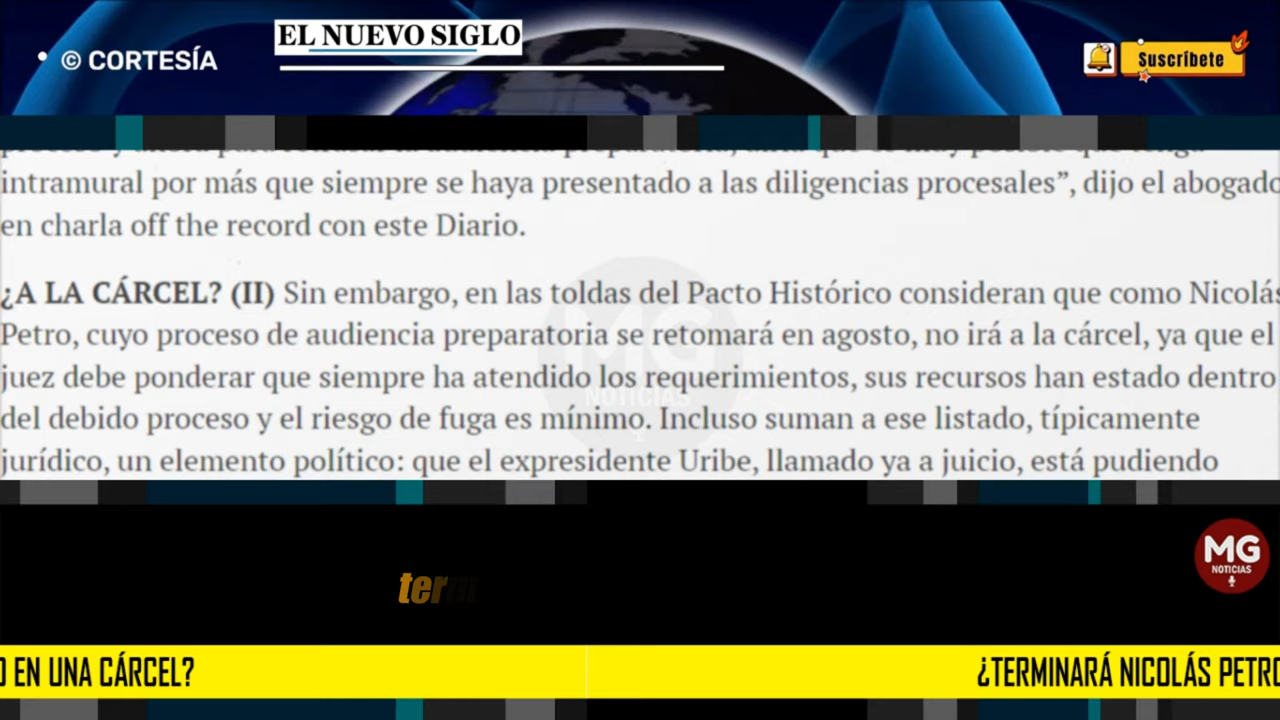 © CORTESÍA
EL NUEVO SIGLO
Suscríbete
intramural por más que siempre se haya presentado a las diligencias procesales”, dijo el abogado
en charla off the record con este Diario.
¿A LA CÁRCEL? (II) Sin embargo, en las toldas del Pacto Histórico consideran que como Nicolás
Petro, cuyo proceso de audiencia preparatoria se retomará en agosto, no irá a la cárcel, ya que el
juez debe ponderar que siempre ha atendido los requerimientos, sus recursos han estado dentro
del debido proceso y el riesgo de fuga es mínimo. Incluso suman a ese listado, típicamente
jurídico, un elemento político: que el expresidente Uribe, llamado ya a juicio, está pudiendo
MG
NOTICIAS
MG
NOTICIAS
term
O EN UNA CÁRCEL?
¿TERMINARÁ NICOLÁS PETRO